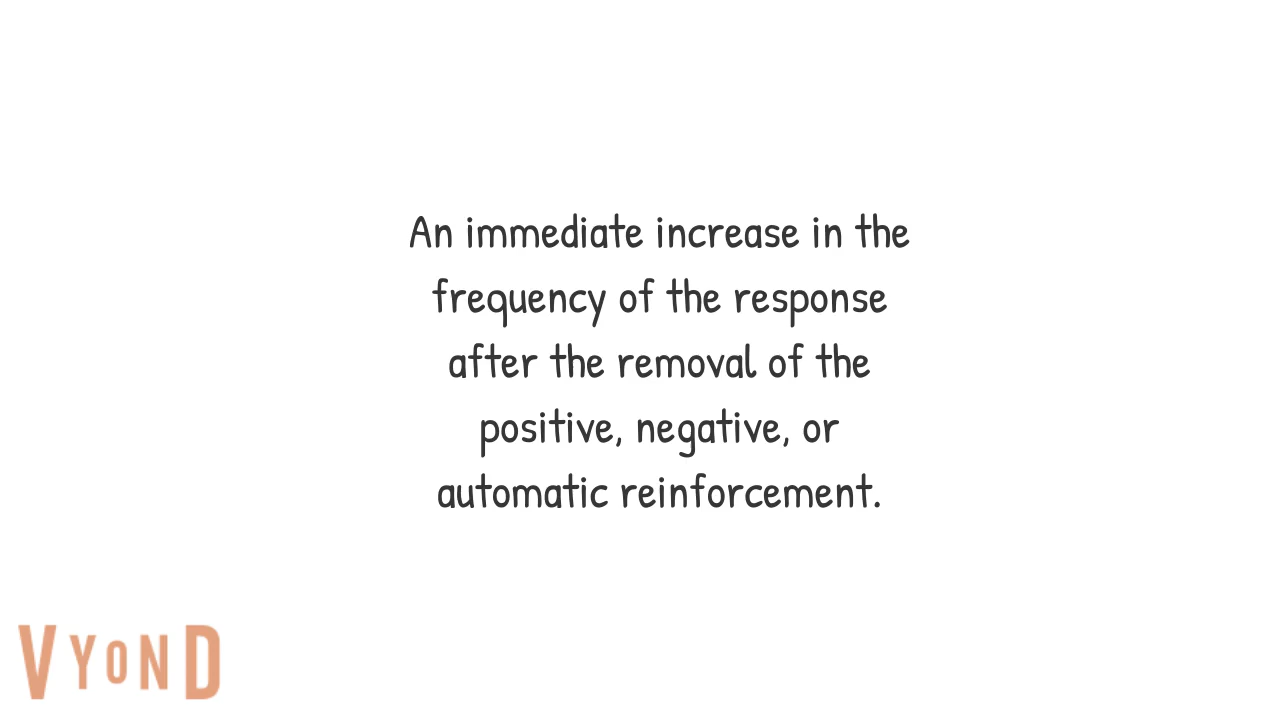 An immediate increase in the
frequency of the response
after the removal of the
positive, negative, or
automatic reinforcement.
VYOND